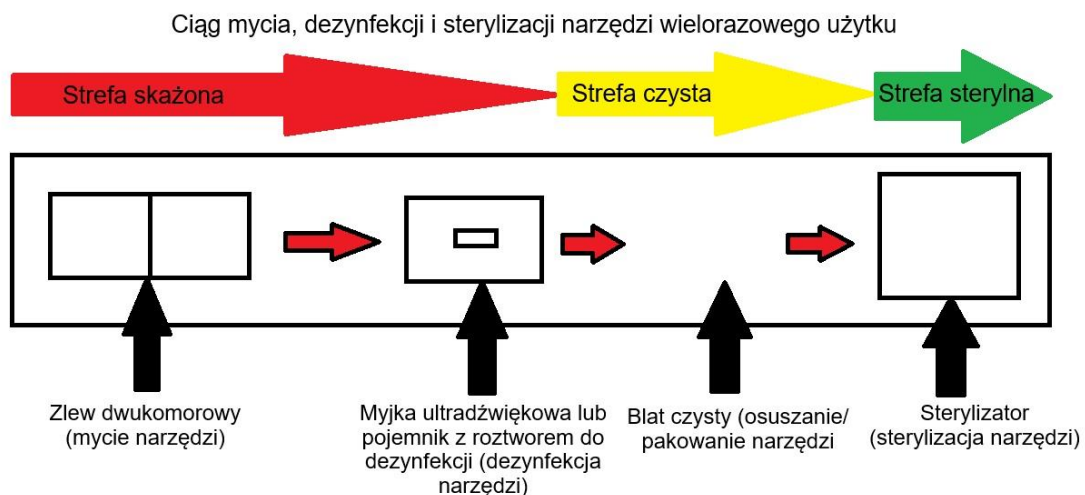 Ciąg mycia, dezynfekcji i sterylizacji narzędzi wielorazowego użytku
Strefa skażona
Strefa czysta
Strefa sterylna
Zlew dwukomorowy
(mycie narzędzi)
Myjka ultradźwiękowa lub
pojemnik z roztworem do
dezynfekcji (dezynfekcja
narzędzi)
Blat czysty (osuszanie/
pakowanie narzędzi
Sterylizator
(sterylizacja narzędzi)